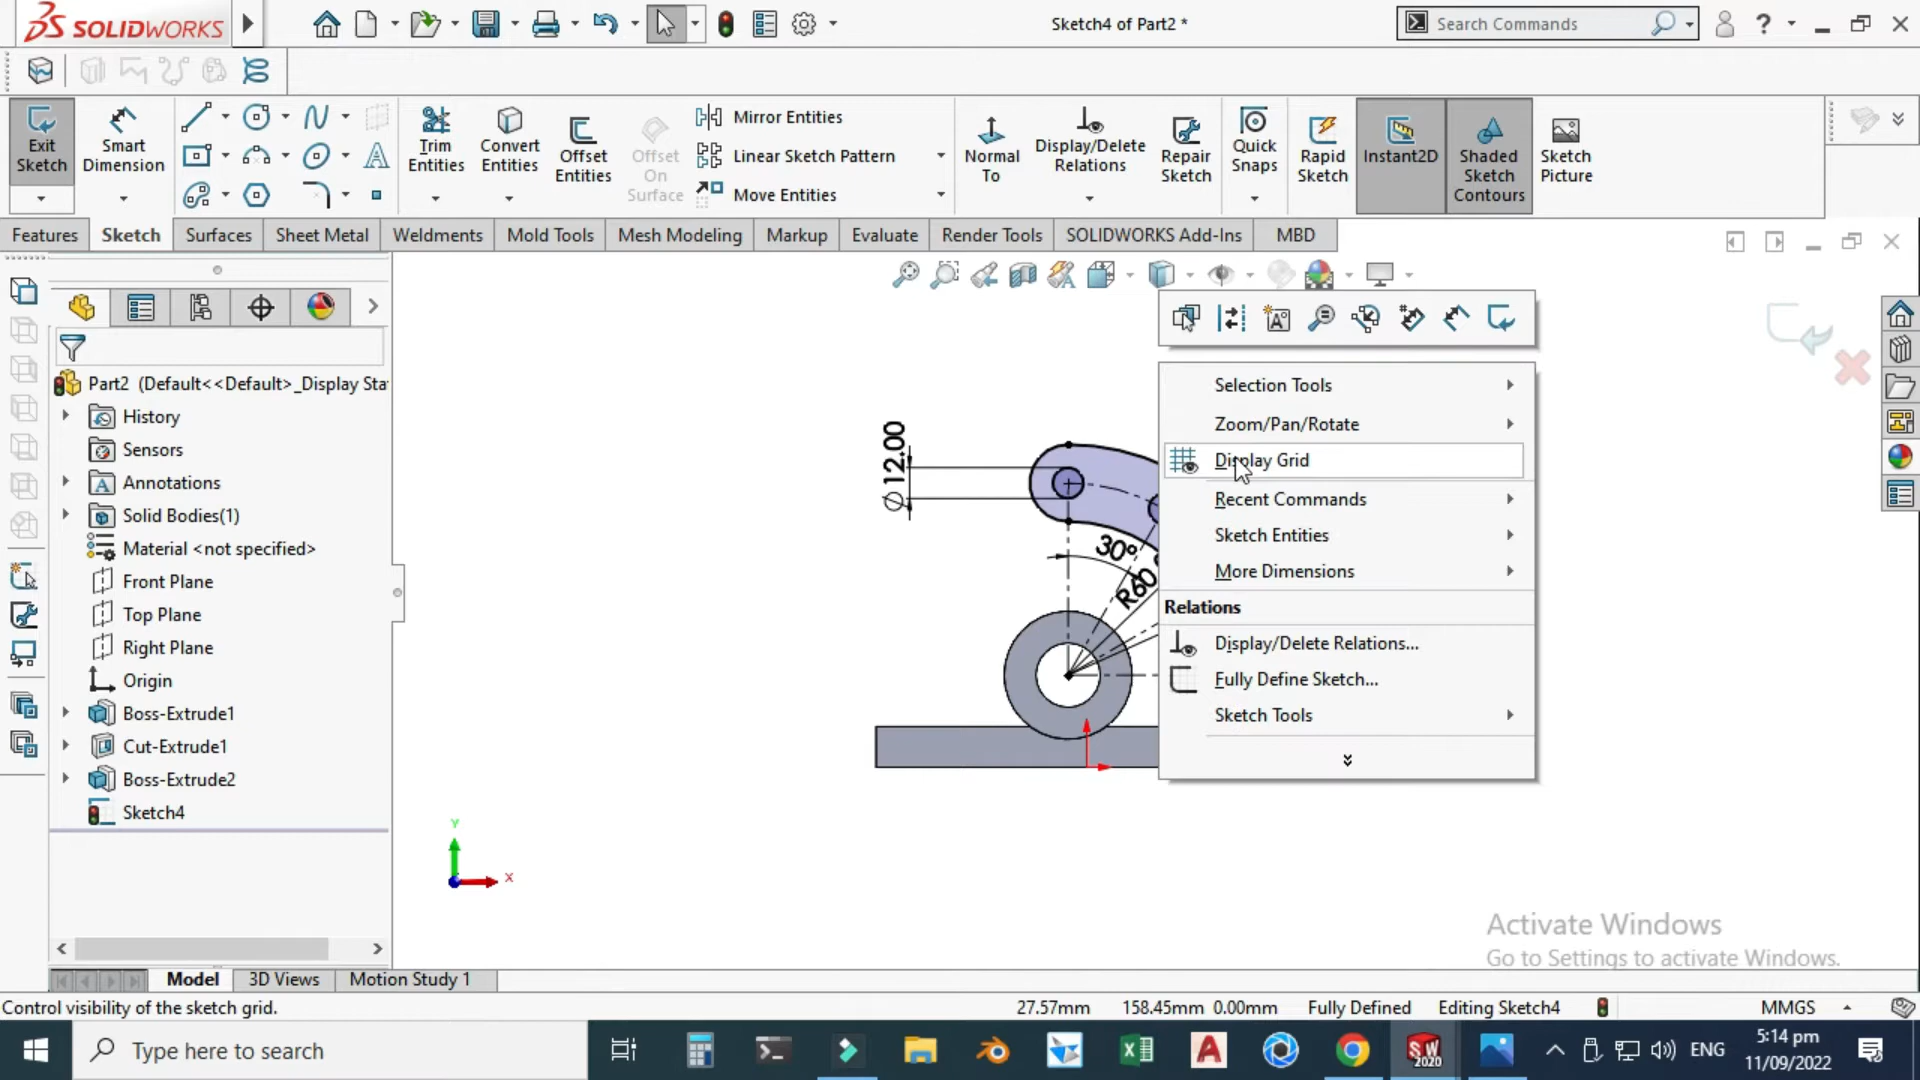 SOLIDWORKS
Sketch4 of Part2 *
Search Commands
Exit Sketch
Smart Dimension
Trim Entities
Convert Entities
Offset Entities
Offset On Surface
Mirror Entities
Linear Sketch Pattern
Move Entities
Normal To
Display/Delete Relations
Repair Sketch
Quick Snaps
Rapid Sketch
Instant2D
Shaded Sketch Contours
Sketch Picture
Features
Sketch
Surfaces
Sheet Metal
Weldments
Mold Tools
Mesh Modeling
Markup
Evaluate
Render Tools
SOLIDWORKS Add-Ins
MBD
Part2 (Default<<Default>_Display Sta
History
Sensors
Annotations
Solid Bodies(1)
Material <not specified>
Front Plane
Top Plane
Right Plane
Origin
Boss-Extrude1
Cut-Extrude1
Boss-Extrude2
Sketch4
∅12.00
30°
R60
Selection Tools
Zoom/Pan/Rotate
Display Grid
Recent Commands
Sketch Entities
More Dimensions
Relations
Display/Delete Relations...
Fully Define Sketch...
Sketch Tools
Y
X
Activate Windows
Go to Settings to activate Windows.
Model
3D Views
Motion Study 1
Control visibility of the sketch grid.
27.57mm
158.45mm 0.00mm
Fully Defined
Editing Sketch4
MMGS
Type here to search
SW 2020
ENG
5:14 pm
11/09/2022